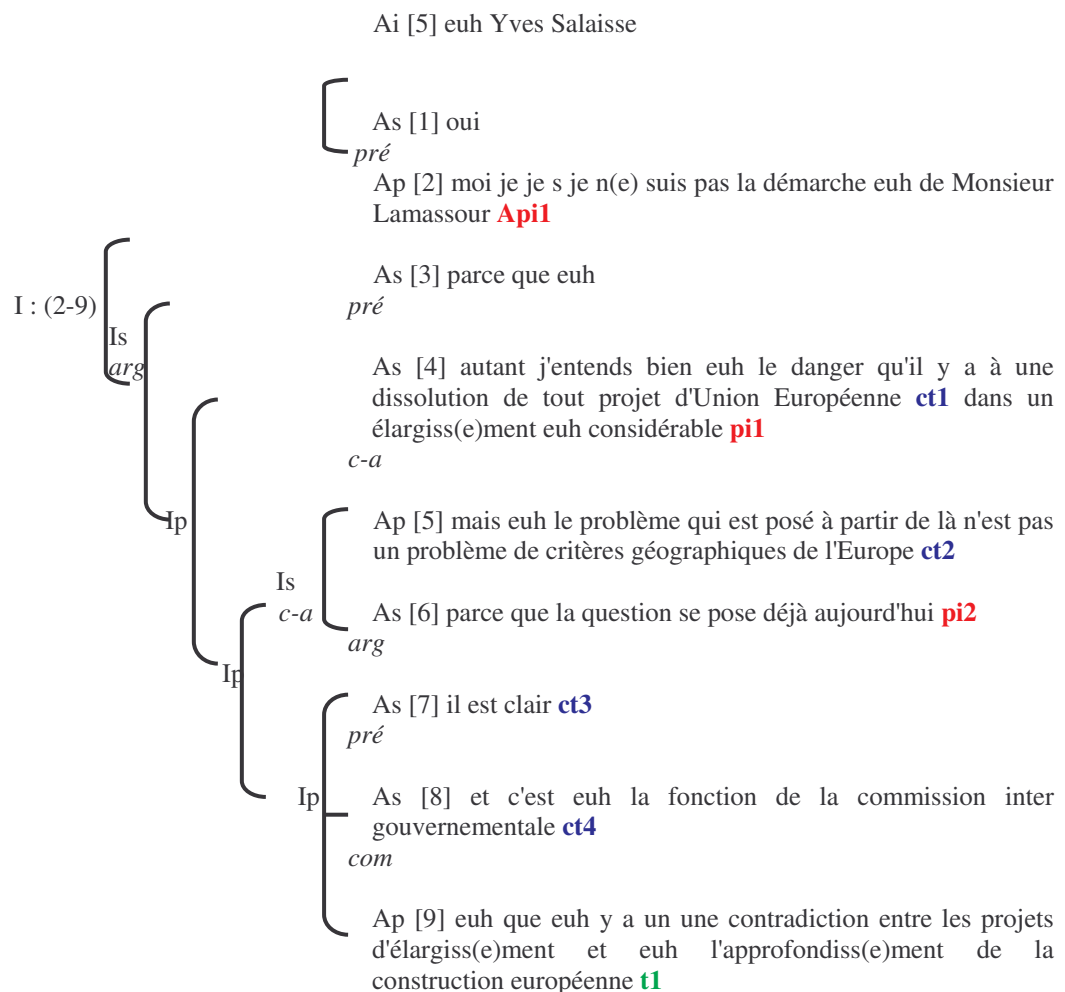 Ai [5] euh Yves Salaisse
As [1] oui
pré
Ap [2] moi je je s je n(e) suis pas la démarche euh de Monsieur
Lamassour Api1
As [3] parce que euh
I : (2-9)
pré
Is
arg
As [4] autant j'entends bien euh le danger qu'il y a à une
dissolution de tout projet d'Union Européenne ct1 dans un
élargiss(e)ment euh considérable pi1
c-a
Ip
Ap [5] mais euh le problème qui est posé à partir de là n'est pas
un problème de critères géographiques de l'Europe ct2
Is
c-a
As [6] parce que la question se pose déjà aujourd'hui pi2
arg
Ip
As [7] il est clair ct3
pré
Ip
As [8] et c'est euh la fonction de la commission inter
gouvernementale ct4
com
Ap [9] euh que euh y a un une contradiction entre les projets
d'élargiss(e)ment et euh l'approfondiss(e)ment de la
construction européenne t1